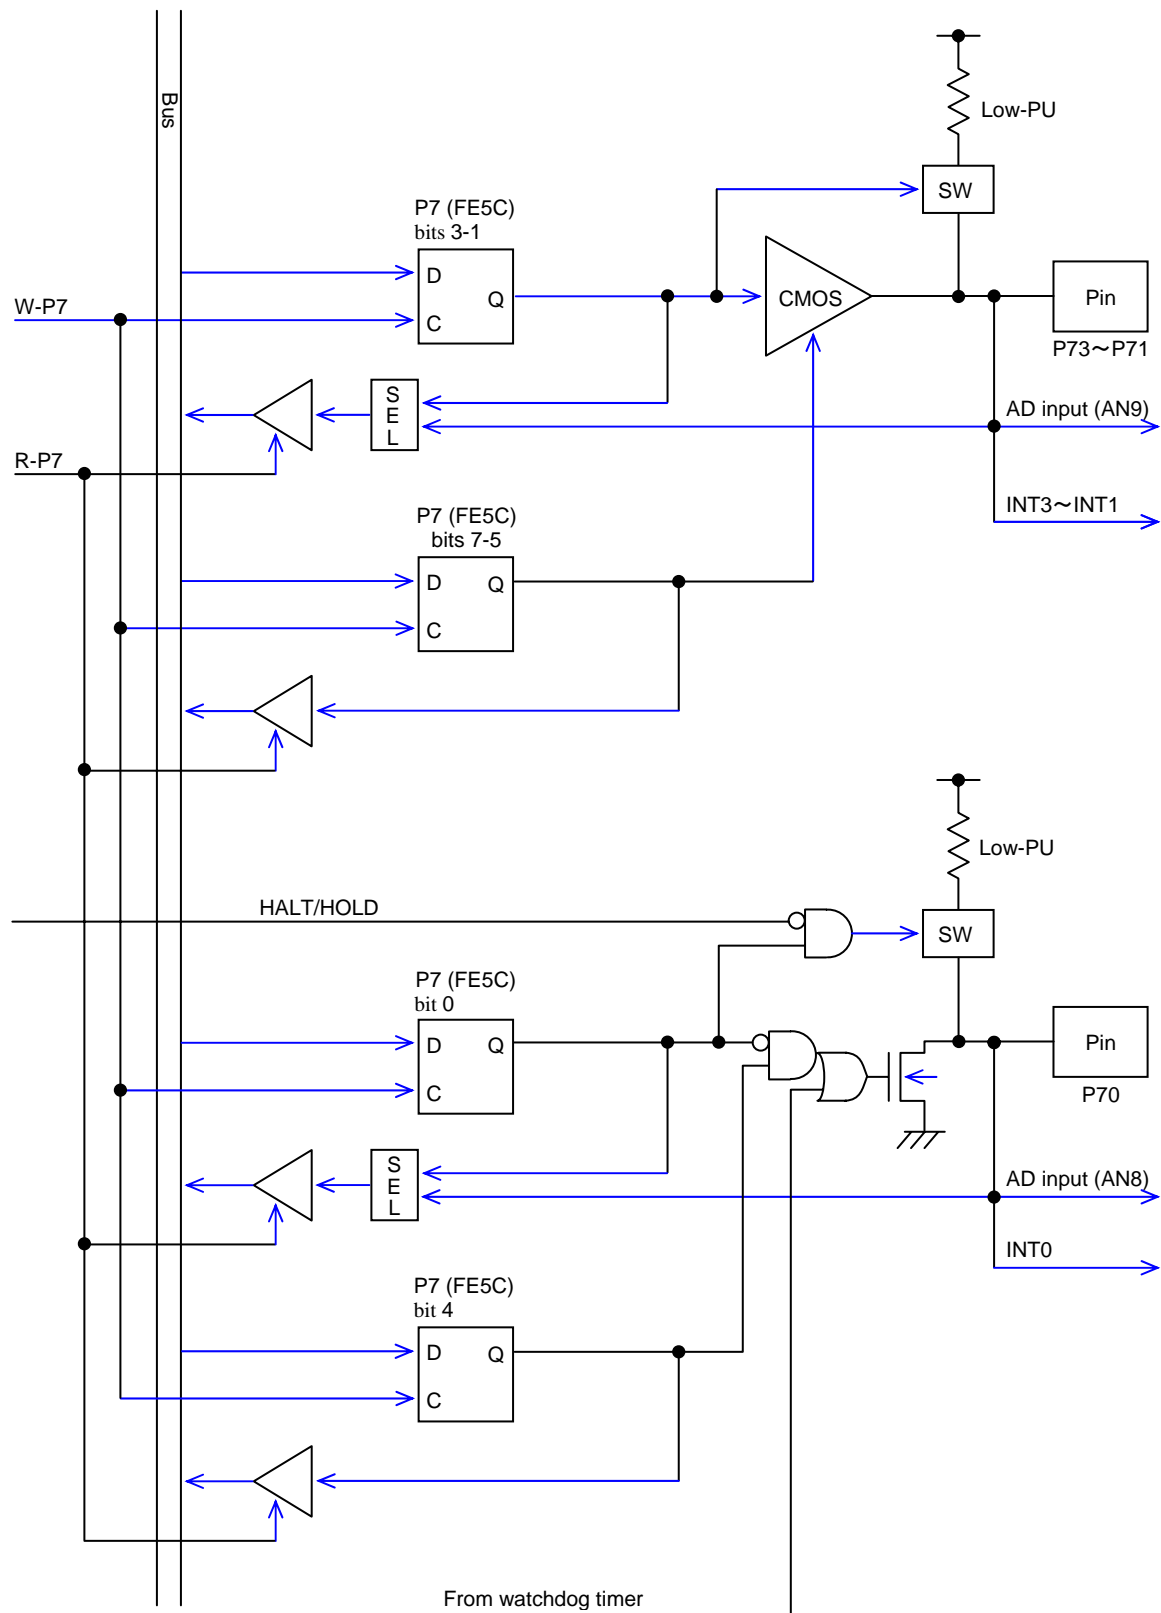 Bus
Low-PU
SW
P7 (FE5C)
bits 3-1
D
Q
C
CMOS
Pin
P73～P71
W-P7
SEL
AD input (AN9)
R-P7
INT3～INT1
P7 (FE5C)
bits 7-5
D
Q
C
Low-PU
HALT/HOLD
SW
P7 (FE5C)
bit 0
D
Q
C
Pin
P70
SEL
AD input (AN8)
INT0
P7 (FE5C)
bit 4
D
Q
C
From watchdog timer